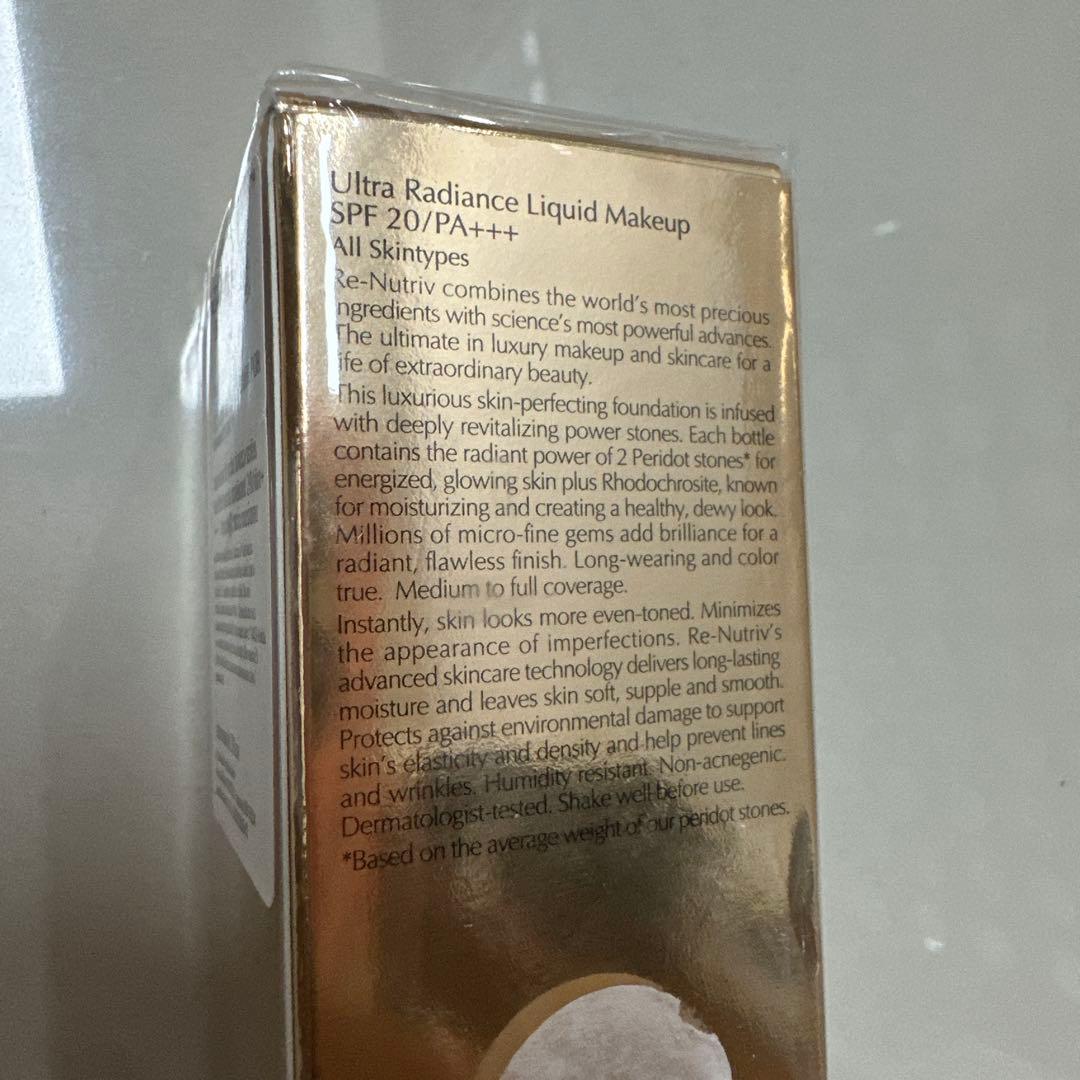 Ultra Radiance Liquid Makeup
SPF 20/PA+++
All Skintypes
Re-Nutriv combines the world's most precious
ingredients with science's most powerful advances.
The ultimate in luxury makeup and skincare for a
life of extraordinary beauty.
This luxurious skin-perfecting foundation is infused
with deeply revitalizing power stones. Each bottle
contains the radiant power of 2 Peridot stones* for
energized, glowing skin plus Rhodochrosite, known
for moisturizing and creating a healthy, dewy look.
Millions of micro-fine gems add brilliance for a
radiant, flawless finish. Long-wearing and color
true. Medium to full coverage.
Instantly, skin looks more even-toned. Minimizes
the appearance of imperfections. Re-Nutriv's
advanced skincare technology delivers long-lasting
moisture and leaves skin soft, supple and smooth.
Protects against environmental damage to support
skin's elasticity and density and help prevent lines
and wrinkles. Humidity resistant. Non-acnegenic.
Dermatologist-tested. Shake well before use.
*Based on the average weight of our peridot stones.